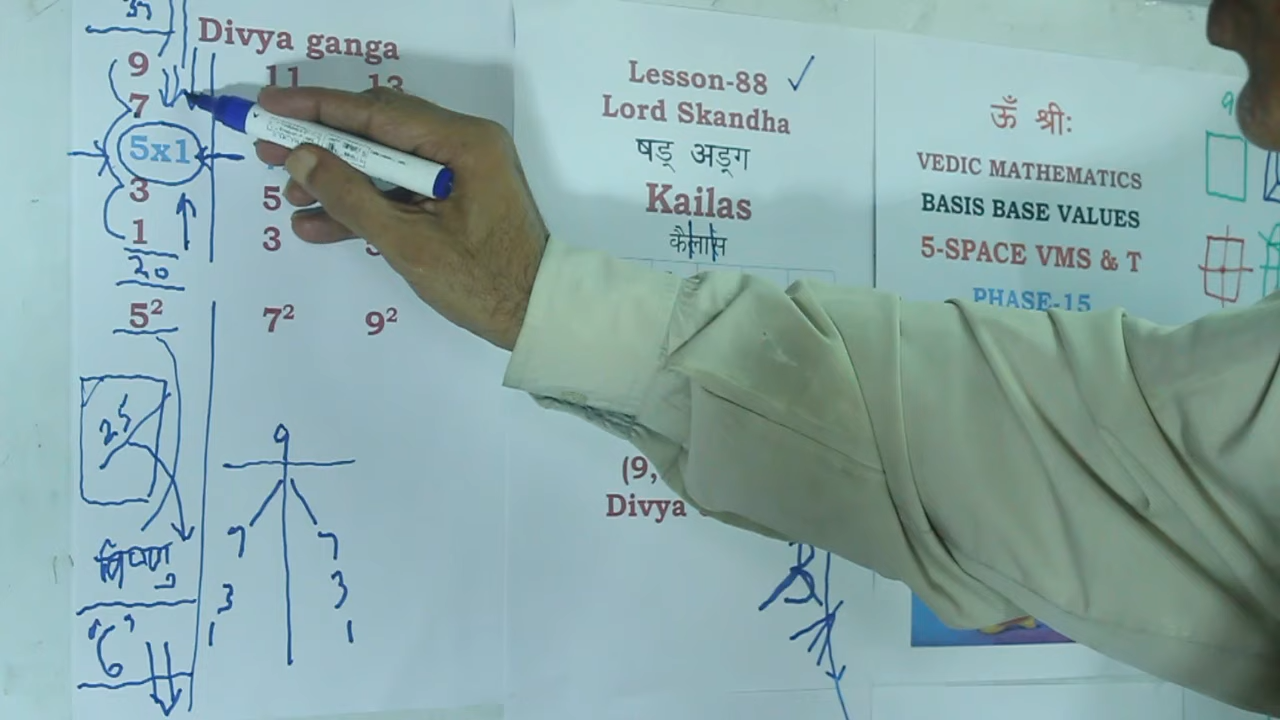 Divya ganga
9
7
5x1
3
1
20
5²
25
6
11 13
5
3
7² 9²
9
7 7
3 3
1 1
Lesson-88 ✓
Lord Skandha
Kailas
कैलास
(9,
Divya
ॐ श्रीः
VEDIC MATHEMATICS
BASIS BASE VALUES
5-SPACE VMS & T
PHASE-15